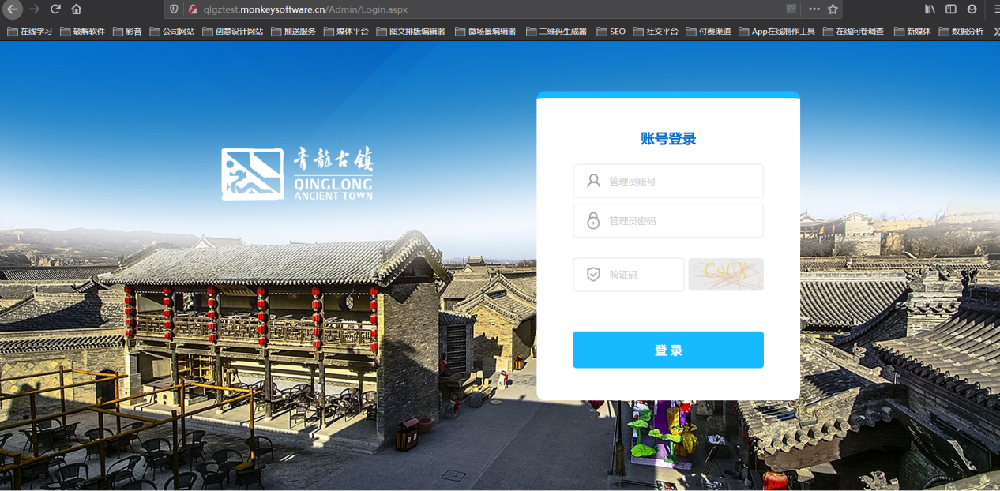 qlgztest.monkeysoftware.cn/Admin/Login.aspx
在线学习 破解软件 影音 公司网站 创意设计网站 推送服务 媒体平台 图文排版编辑器 微场景编辑器 二维码生成器 SEO 社交平台 付费渠道 App在线制作工具 在线问卷调查 新媒体 数据分析
青龍古鎮
QINGLONG
ANCIENT TOWN
账号登录
管理员账号
管理员密码
验证码 CsCX
登录